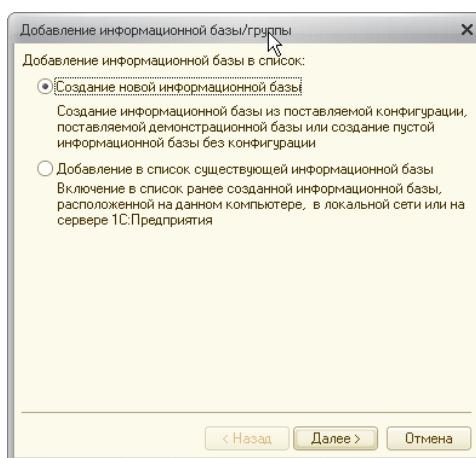 Добавление информационной базы/группы
Добавление информационной базы в список:
Создание новой информационной базы
Создание информационной базы из поставляемой конфигурации,
поставляемой демонстрационной базы или создание пустой
информационной базы без конфигурации
Добавление в список существующей информационной базы
Включение в список ранее созданной информационной базы,
расположенной на данном компьютере, в локальной сети или на
сервере 1С:Предприятия
< Назад Далее > Отмена